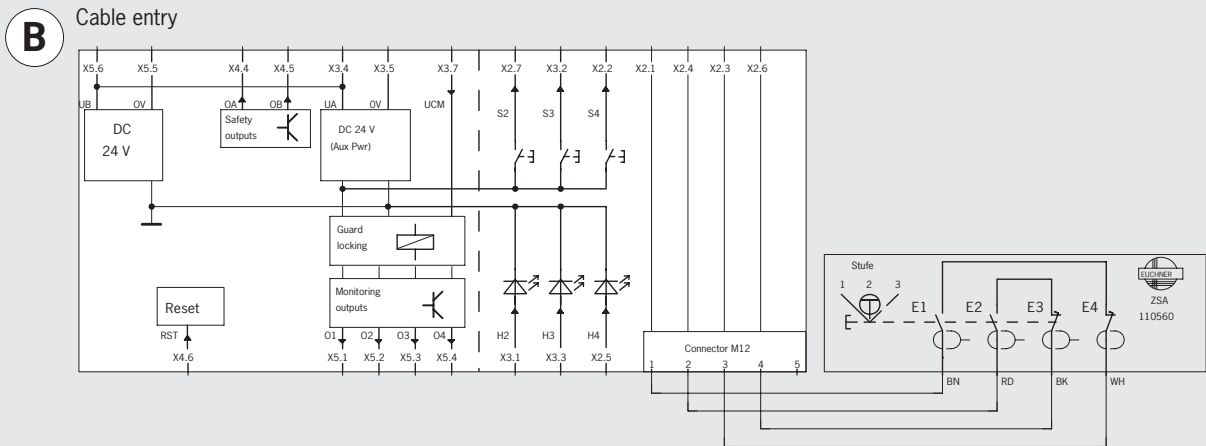 B
Cable entry
X5.6 X5.5 X4.4 X4.5 X3.4 X3.5 X3.7 X2.7 X3.2 X2.2 X2.1 X2.4 X2.3 X2.6
UB 0V OA OB UA 0V UCM S2 S3 S4
DC
24 V
Safety
outputs
DC 24 V
(Aux Pwr)
Guard
locking
Monitoring
outputs
Reset
RST O1 O2 O3 O4 H2 H3 H4
X4.6 X5.1 X5.2 X5.3 X5.4 X3.1 X3.3 X2.5
Connector M12
1 2 3 4 5
Stufe
1 2 3
E1 E2 E3 E4
EUCHNER
ZSA
110560
BN RD BK WH